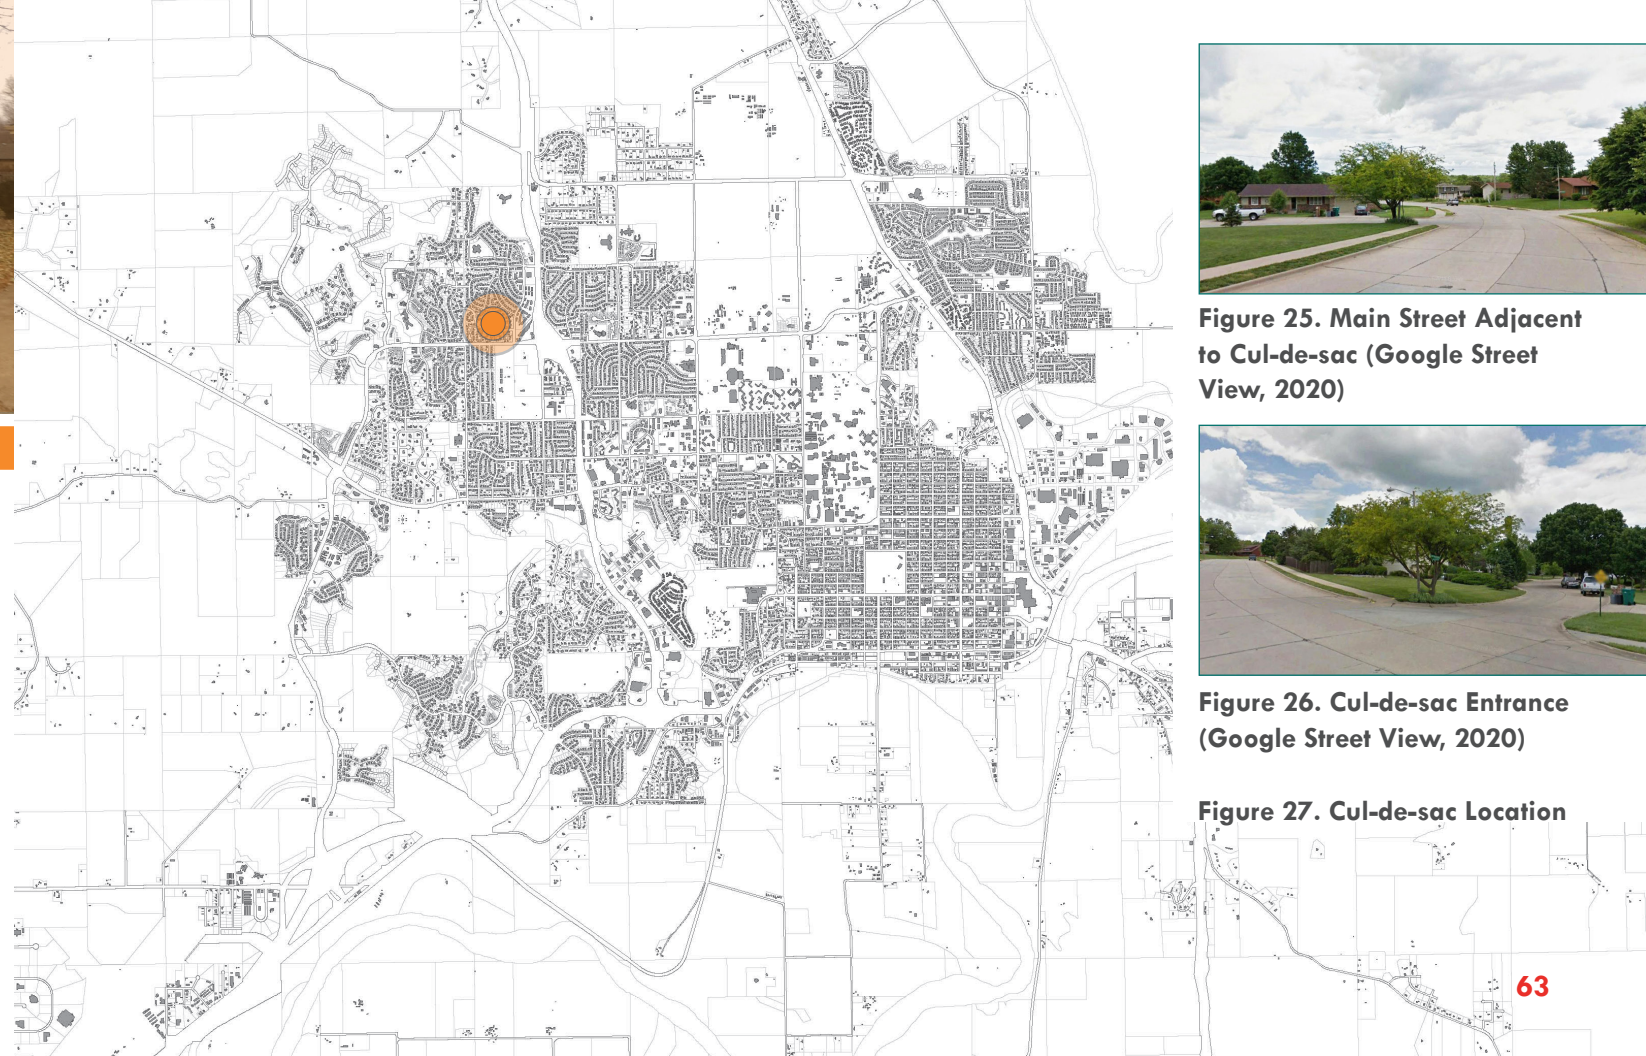 Figure 25. Main Street Adjacent
to Cul-de-sac (Google Street
View, 2020)
Figure 26. Cul-de-sac Entrance
(Google Street View, 2020)
Figure 27. Cul-de-sac Location
63